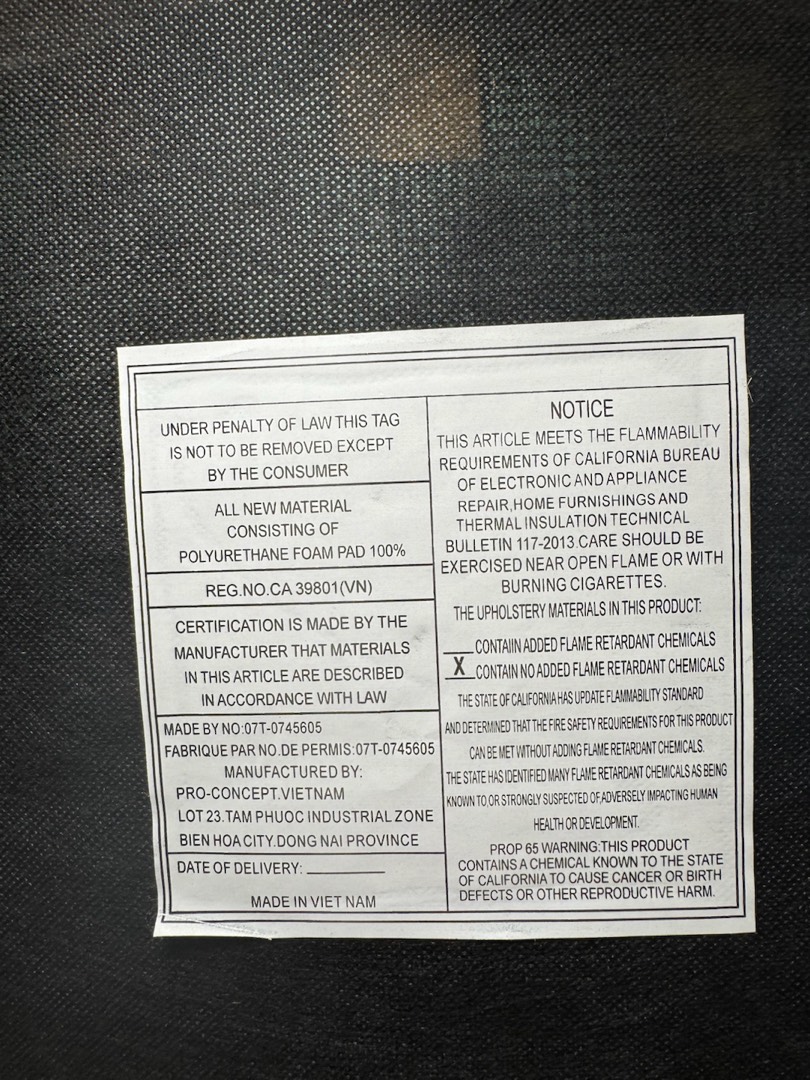 UNDER PENALTY OF LAW THIS TAG
IS NOT TO BE REMOVED EXCEPT
BY THE CONSUMER
ALL NEW MATERIAL
CONSISTING OF
POLYURETHANE FOAM PAD 100%
REG.NO.CA 39801(VN)
CERTIFICATION IS MADE BY THE
MANUFACTURER THAT MATERIALS
IN THIS ARTICLE ARE DESCRIBED
IN ACCORDANCE WITH LAW
MADE BY NO:07T-0745605
FABRIQUE PAR NO.DE PERMIS:07T-0745605
MANUFACTURED BY:
PRO-CONCEPT.VIETNAM
LOT 23.TAM PHUOC INDUSTRIAL ZONE
BIEN HOA CITY.DONG NAI PROVINCE
DATE OF DELIVERY: ________
MADE IN VIET NAM
NOTICE
THIS ARTICLE MEETS THE FLAMMABILITY
REQUIREMENTS OF CALIFORNIA BUREAU
OF ELECTRONIC AND APPLIANCE
REPAIR,HOME FURNISHINGS AND
THERMAL INSULATION TECHNICAL
BULLETIN 117-2013.CARE SHOULD BE
EXERCISED NEAR OPEN FLAME OR WITH
BURNING CIGARETTES.
THE UPHOLSTERY MATERIALS IN THIS PRODUCT:
___CONTAIIN ADDED FLAME RETARDANT CHEMICALS
X CONTAIN NO ADDED FLAME RETARDANT CHEMICALS
THE STATE OF CALIFORNIA HAS UPDATE FLAMMABILITY STANDARD
AND DETERMINED THAT THE FIRE SAFETY REQUIREMENTS FOR THIS PRODUCT
CAN BE MET WITHOUT ADDING FLAME RETARDANT CHEMICALS.
THE STATE HAS IDENTIFIED MANY FLAME RETARDANT CHEMICALS AS BEING
KNOWN TO,OR STRONGLY SUSPECTED OF,ADVERSELY IMPACTING HUMAN
HEALTH OR DEVELOPMENT.
PROP 65 WARNING:THIS PRODUCT
CONTAINS A CHEMICAL KNOWN TO THE STATE
OF CALIFORNIA TO CAUSE CANCER OR BIRTH
DEFECTS OR OTHER REPRODUCTIVE HARM.